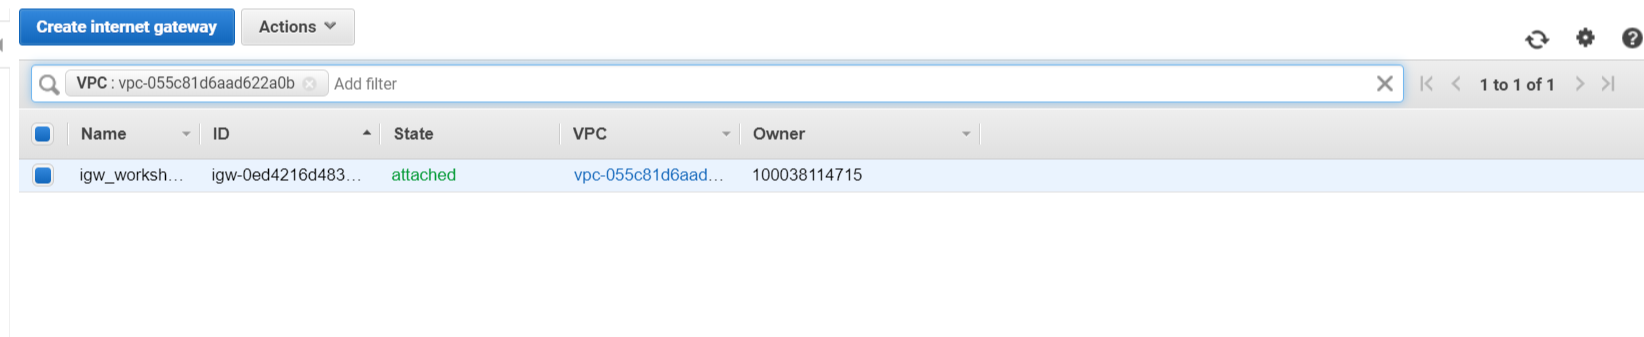 Create internet gateway Actions
VPC : vpc-055c81d6aad622a0b Add filter 1 to 1 of 1
Name ID State VPC Owner
igw_worksh... igw-0ed4216d483... attached vpc-055c81d6aad... 100038114715